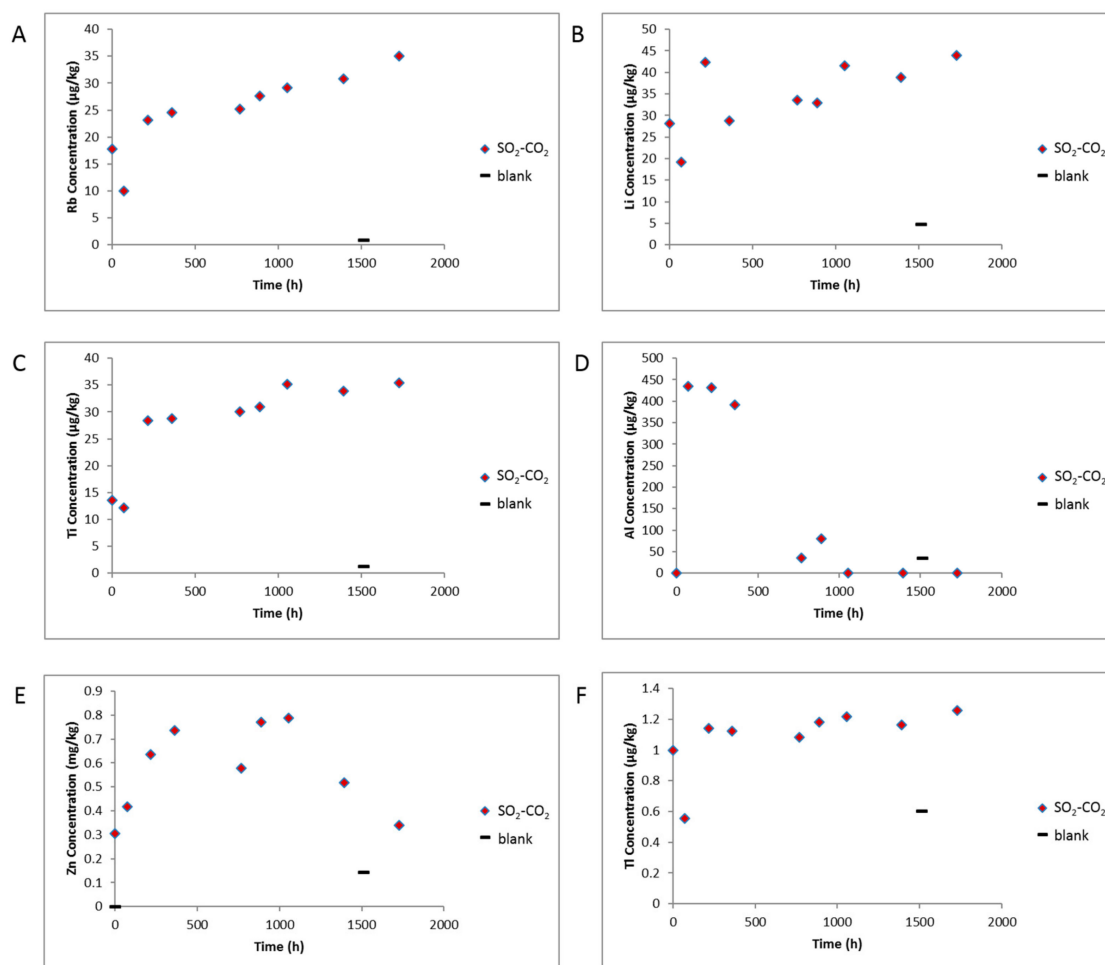 A
Rb Concentration (µg/kg)
40
35
30
25
20
15
10
5
0
0 500 1000 1500 2000
Time (h)
SO₂-CO₂
blank
B
Li Concentration (µg/kg)
50
45
40
35
30
25
20
15
10
5
0
0 500 1000 1500 2000
Time (h)
SO₂-CO₂
blank
C
Ti Concentration (µg/kg)
40
35
30
25
20
15
10
5
0
0 500 1000 1500 2000
Time (h)
SO₂-CO₂
blank
D
Al Concentration (µg/kg)
500
450
400
350
300
250
200
150
100
50
0
0 500 1000 1500 2000
Time (h)
SO₂-CO₂
blank
E
Zn Concentration (mg/kg)
0.9
0.8
0.7
0.6
0.5
0.4
0.3
0.2
0.1
0
0 500 1000 1500 2000
Time (h)
SO₂-CO₂
blank
F
Tl Concentration (µg/kg)
1.4
1.2
1
0.8
0.6
0.4
0.2
0
0 500 1000 1500 2000
Time (h)
SO₂-CO₂
blank